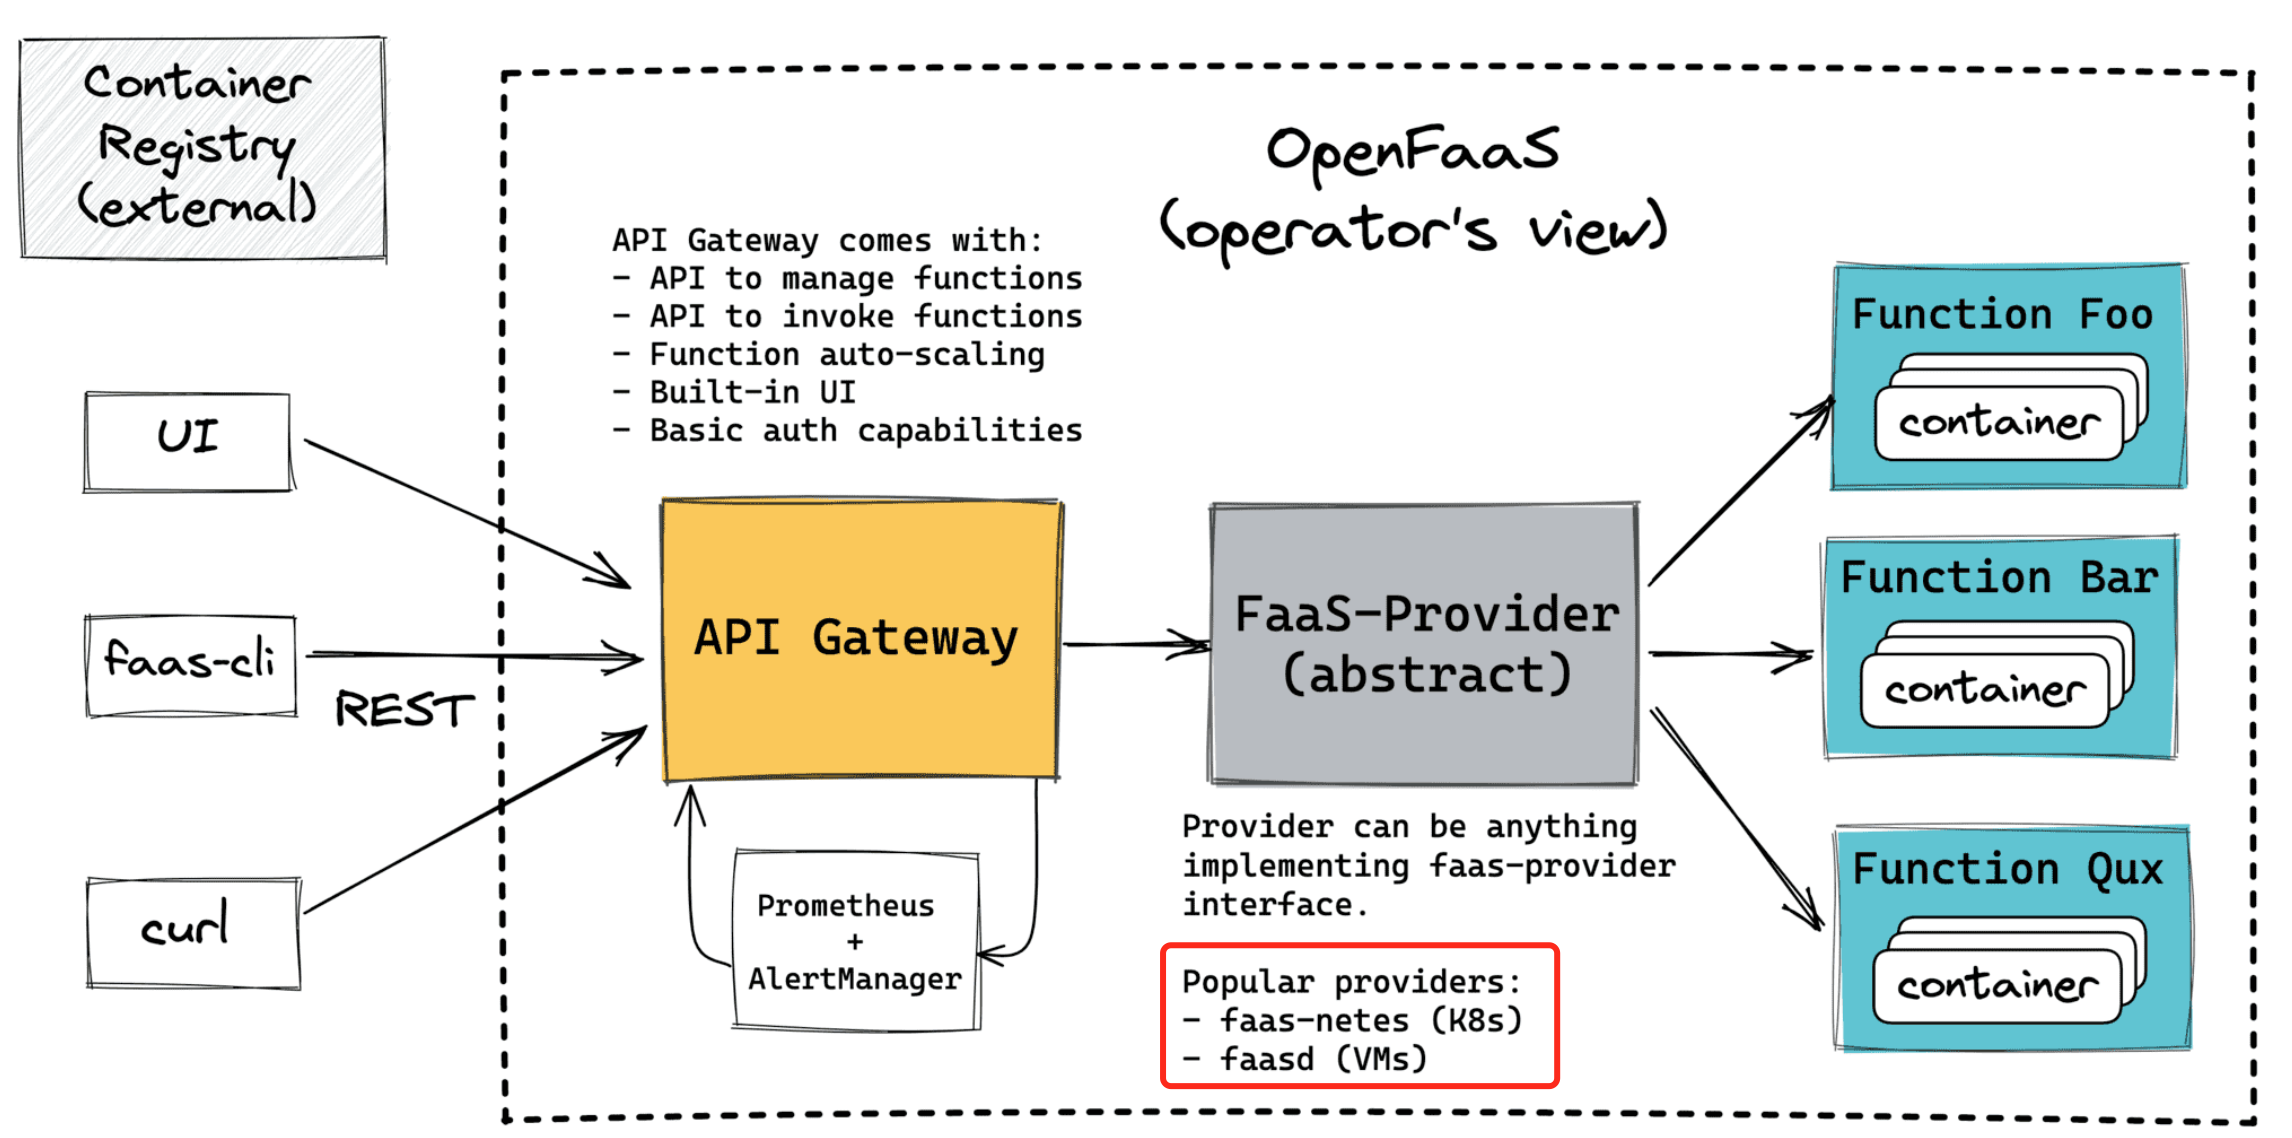 Container
Registry
(external)
OpenFaaS
(operator's view)
API Gateway comes with:
- API to manage functions
- API to invoke functions
- Function auto-scaling
- Built-in UI
- Basic auth capabilities
UI
faas-cli
REST
curl
API Gateway
Prometheus
+
AlertManager
FaaS-Provider
(abstract)
Provider can be anything
implementing faas-provider
interface.
Popular providers:
- faas-netes (K8s)
- faasd (VMs)
Function Foo
container
Function Bar
container
Function Qux
container